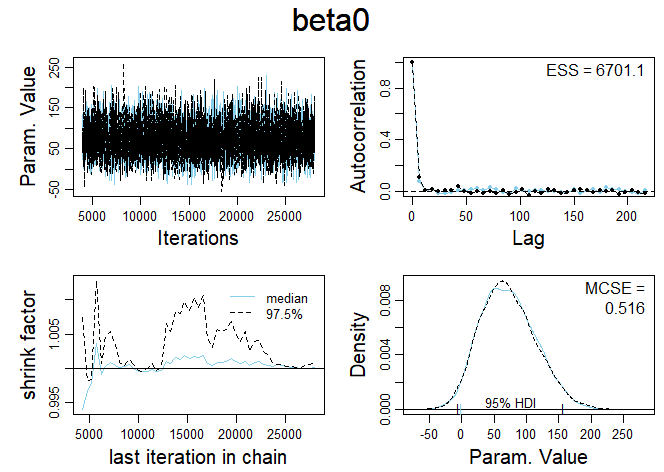 beta0
Param. Value
-50 50 150 250
5000 10000 15000 20000 25000
Iterations
Autocorrelation
0.0 0.4 0.8
ESS = 6701.1
0 50 100 150 200
Lag
shrink factor
0.995 1.005
median
97.5%
5000 10000 15000 20000 25000
last iteration in chain
Density
0.000 0.004 0.008
MCSE =
0.516
95% HDI
-50 0 50 100 150 200 250
Param. Value